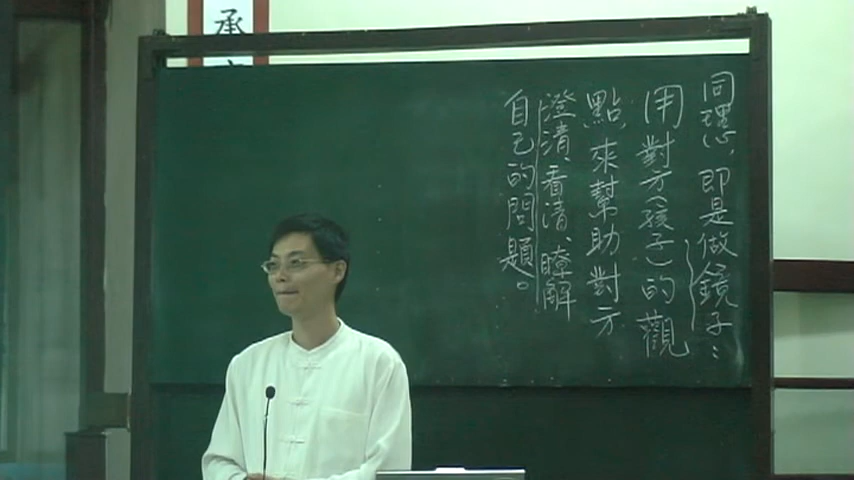 同理心，即是做鏡子：
用對方（孩子）的觀
點，來幫助對方
澄清、看清、瞭解
自己的問題。
承